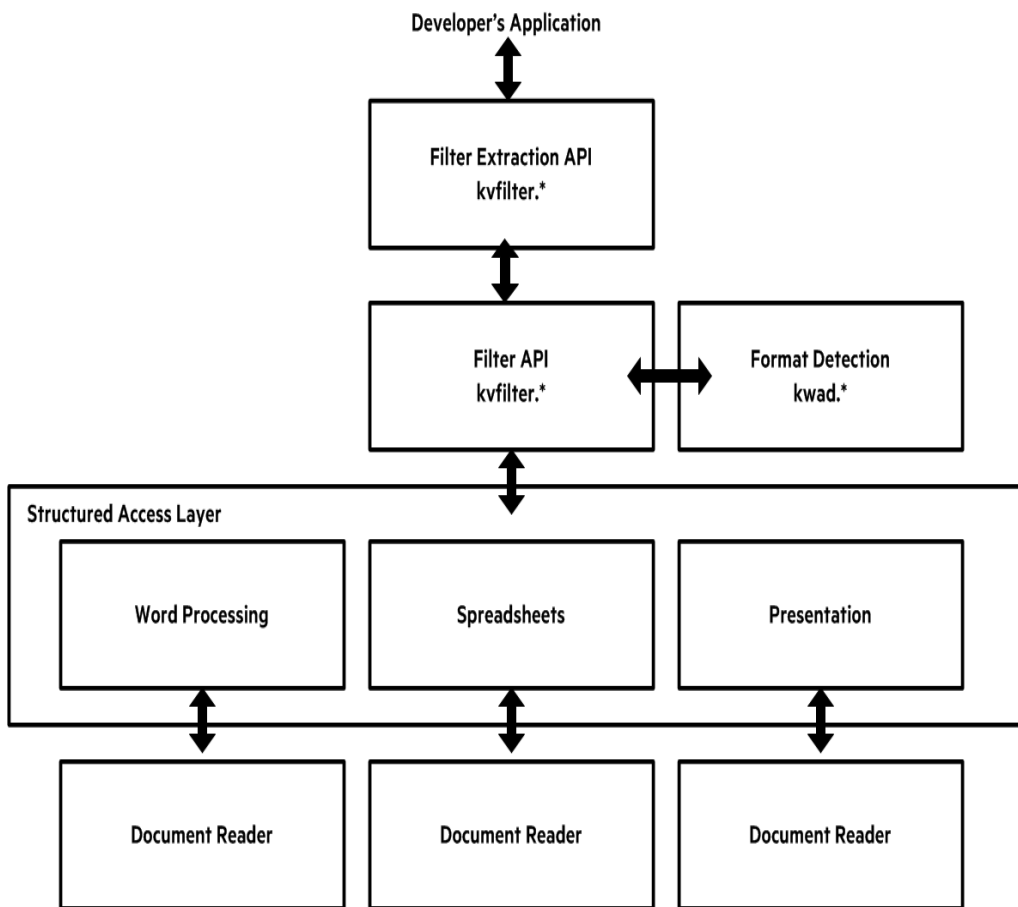 Developer's Application
Filter Extraction API
kvfilter.*
Filter API
kvfilter.*
Format Detection
kwad.*
Structured Access Layer
Word Processing
Spreadsheets
Presentation
Document Reader
Document Reader
Document Reader